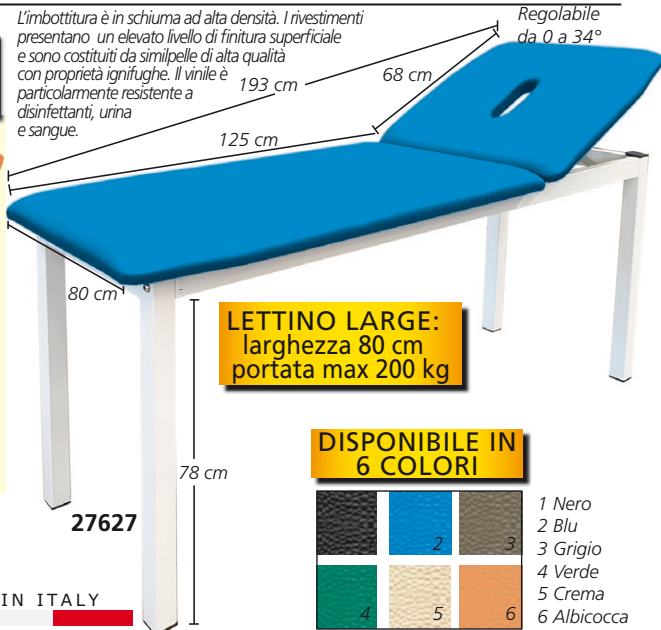 L'imbottitura è in schiuma ad alta densità. I rivestimenti
presentano un elevato livello di finitura superficiale
e sono costituiti da similpelle di alta qualità
con proprietà ignifughe. Il vinile è
particolarmente resistente a
disinfettanti, urina
e sangue.
Regolabile
da 0 a 34°
193 cm
68 cm
125 cm
80 cm
LETTINO LARGE:
larghezza 80 cm
portata max 200 kg
78 cm
27627
DISPONIBILE IN
6 COLORI
1
2
3
4
5
6
1 Nero
2 Blu
3 Grigio
4 Verde
5 Crema
6 Albicocca
IN ITALY